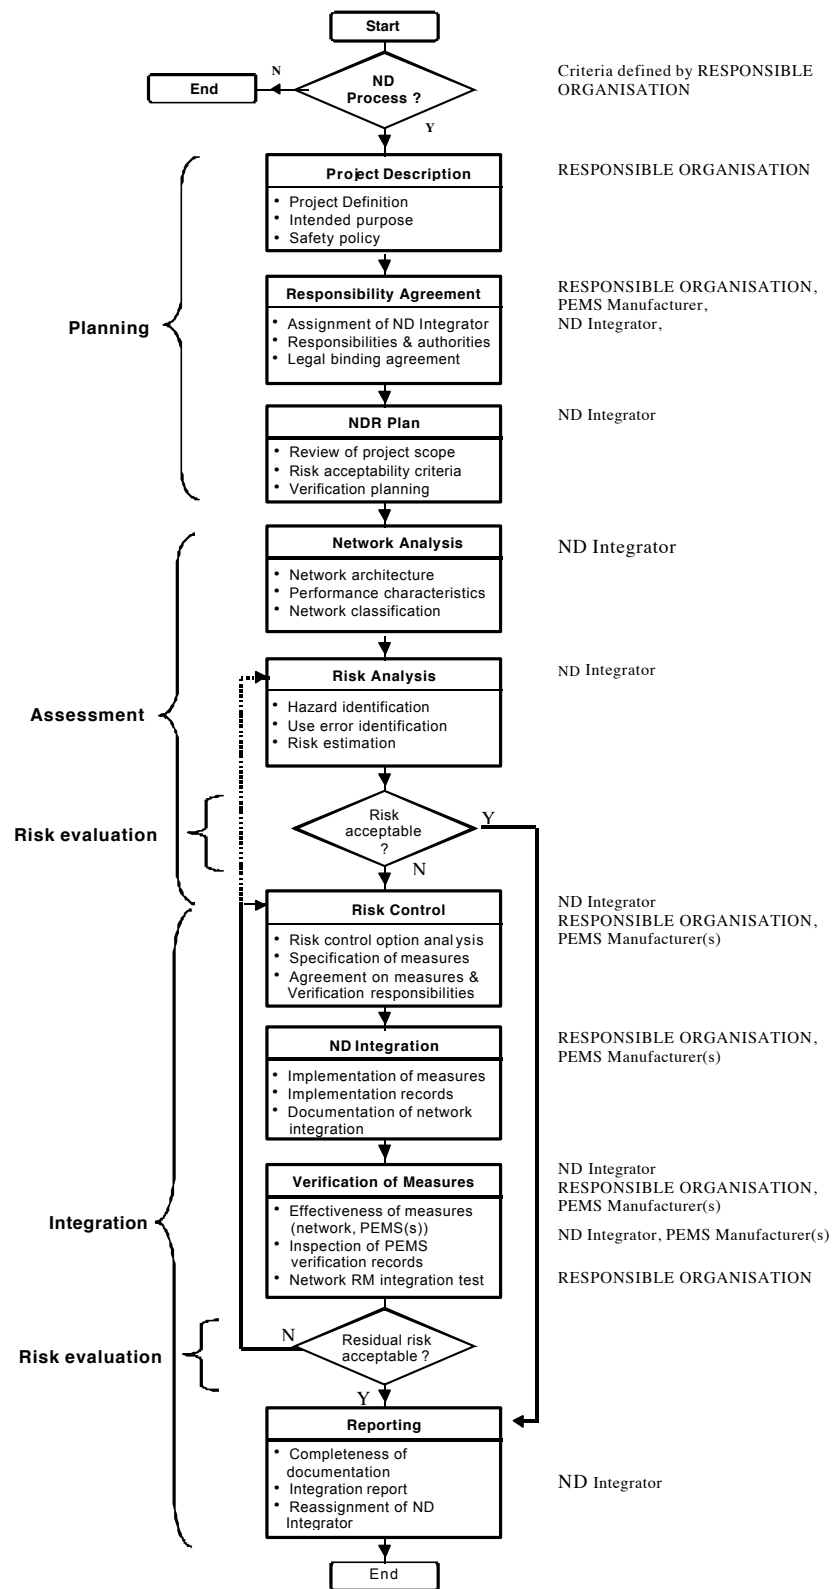 Start
N
ND
Process ?
End
Y
Criteria defined by RESPONSIBLE
ORGANISATION
Planning
Project Description
• Project Definition
• Intended purpose
• Safety policy
RESPONSIBLE ORGANISATION
Responsibility Agreement
• Assignment of ND Integrator
• Responsibilities & authorities
• Legal binding agreement
RESPONSIBLE ORGANISATION,
PEMS Manufacturer,
ND Integrator,
NDR Plan
• Review of project scope
• Risk acceptability criteria
• Verification planning
ND Integrator
Assessment
Network Analysis
• Network architecture
• Performance characteristics
• Network classification
ND Integrator
Risk Analysis
• Hazard identification
• Use error identification
• Risk estimation
ND Integrator
Risk evaluation
Risk
acceptable
?
Y
N
Integration
Risk Control
• Risk control option analysis
• Specification of measures
• Agreement on measures &
Verification responsibilities
ND Integrator
RESPONSIBLE ORGANISATION,
PEMS Manufacturer(s)
ND Integration
• Implementation of measures
• Implementation records
• Documentation of network
integration
RESPONSIBLE ORGANISATION,
PEMS Manufacturer(s)
Verification of Measures
• Effectiveness of measures
(network, PEMS(s))
• Inspection of PEMS
verification records
• Network RM integration test
ND Integrator
RESPONSIBLE ORGANISATION,
PEMS Manufacturer(s)
ND Integrator, PEMS Manufacturer(s)
RESPONSIBLE ORGANISATION
Risk evaluation
N
Residual risk
acceptable ?
Y
Reporting
• Completeness of
documentation
• Integration report
• Reassignment of ND
Integrator
ND Integrator
End